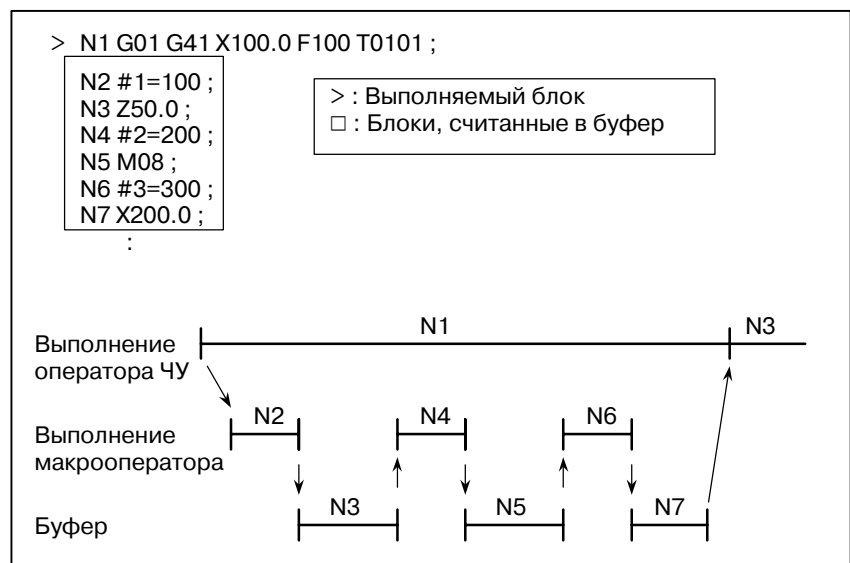 > N1 G01 G41 X100.0 F100 T0101 ;
N2 #1=100 ;
N3 Z50.0 ;
N4 #2=200 ;
N5 M08 ;
N6 #3=300 ;
N7 X200.0 ;
:
> : Выполняемый блок
□ : Блоки, считанные в буфер
N1 N3
Выполнение
оператора ЧУ
N2 N4 N6
Выполнение
макрооператора
N3 N5 N7
Буфер